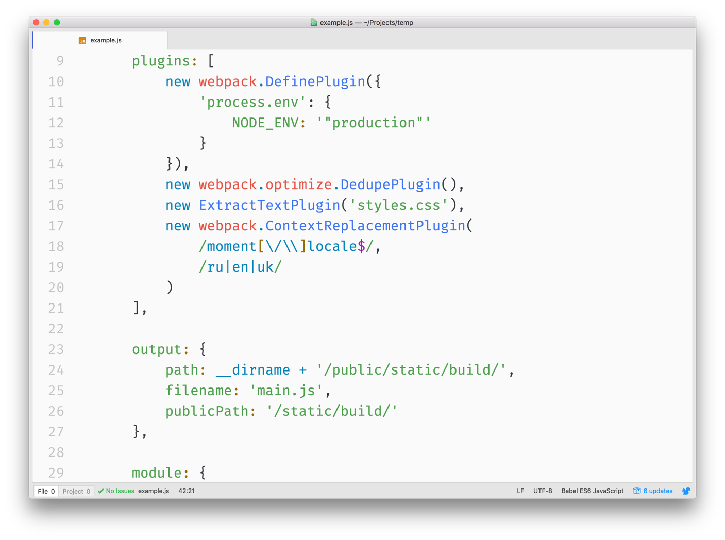 example.js — ~/Projects/temp
example.js
9 plugins: [
10 new webpack.DefinePlugin({
11 'process.env': {
12 NODE_ENV: '"production"'
13 }
14 }),
15 new webpack.optimize.DedupePlugin(),
16 new ExtractTextPlugin('styles.css'),
17 new webpack.ContextReplacementPlugin(
18 /moment[\/\\]locale$/,
19 /ru|en|uk/
20 )
21 ],
22
23 output: {
24 path: __dirname + '/public/static/build/',
25 filename: 'main.js',
26 publicPath: '/static/build/'
27 },
28
29 module: {
File 0 Project 0 No Issues example.js 42:21 LF UTF-8 Babel ES6 JavaScript 8 updates